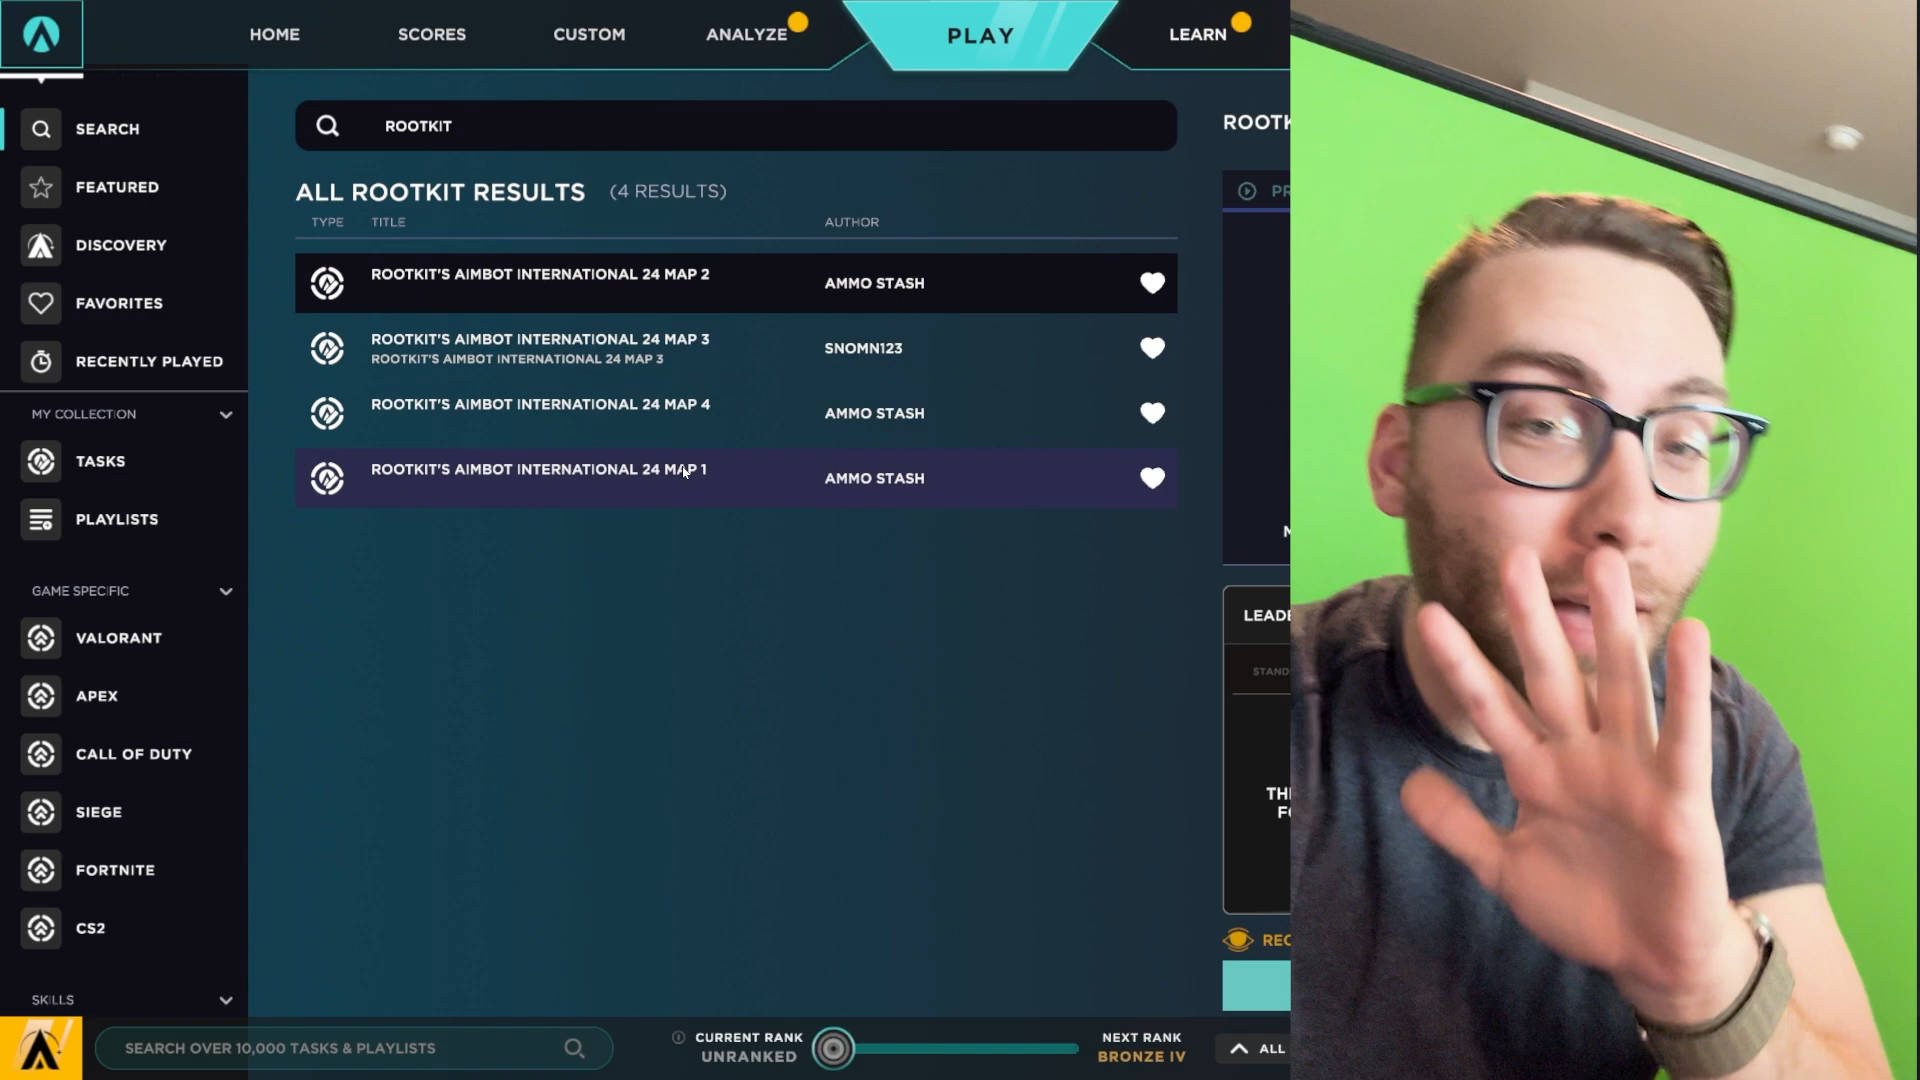 HOME
SCORES
CUSTOM
ANALYZE
PLAY
LEARN
SEARCH
FEATURED
DISCOVERY
FAVORITES
RECENTLY PLAYED
MY COLLECTION
TASKS
PLAYLISTS
GAME SPECIFIC
VALORANT
APEX
CALL OF DUTY
SIEGE
FORTNITE
CS2
SKILLS
ROOTKIT
ALL ROOTKIT RESULTS (4 RESULTS)
TYPE TITLE AUTHOR
ROOTKIT'S AIMBOT INTERNATIONAL 24 MAP 2
AMMO STASH
ROOTKIT'S AIMBOT INTERNATIONAL 24 MAP 3
ROOTKIT'S AIMBOT INTERNATIONAL 24 MAP 3
SNOMN123
ROOTKIT'S AIMBOT INTERNATIONAL 24 MAP 4
AMMO STASH
ROOTKIT'S AIMBOT INTERNATIONAL 24 MAP 1
AMMO STASH
SEARCH OVER 10,000 TASKS & PLAYLISTS
CURRENT RANK
UNRANKED
NEXT RANK
BRONZE IV
ALL